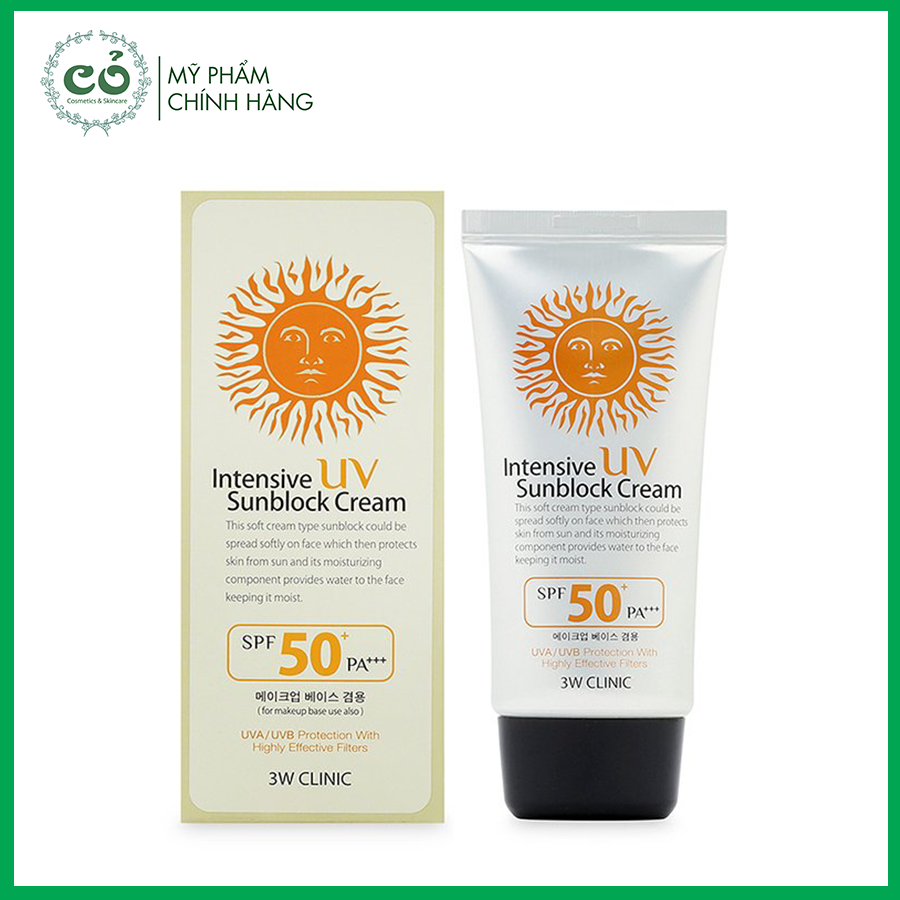 CỎ
Cosmetics & Skincare
MỸ PHẨM
CHÍNH HÃNG
Intensive UV
Sunblock Cream
This soft cream type sunblock could be
spread softly on face which then protects
skin from sun and its moisturizing
component provides water to the face
keeping it moist.
SPF 50+ PA+++
메이크업 베이스 겸용
( for makeup base use also )
UVA / UVB Protection With
Highly Effective Filters
3W CLINIC
Intensive UV
Sunblock Cream
This soft cream type sunblock could be
spread softly on face which then protects
skin from sun and its moisturizing
component provides water to the face
keeping it moist.
SPF 50+ PA+++
메이크업 베이스 겸용
UVA / UVB Protection With
Highly Effective Filters
3W CLINIC